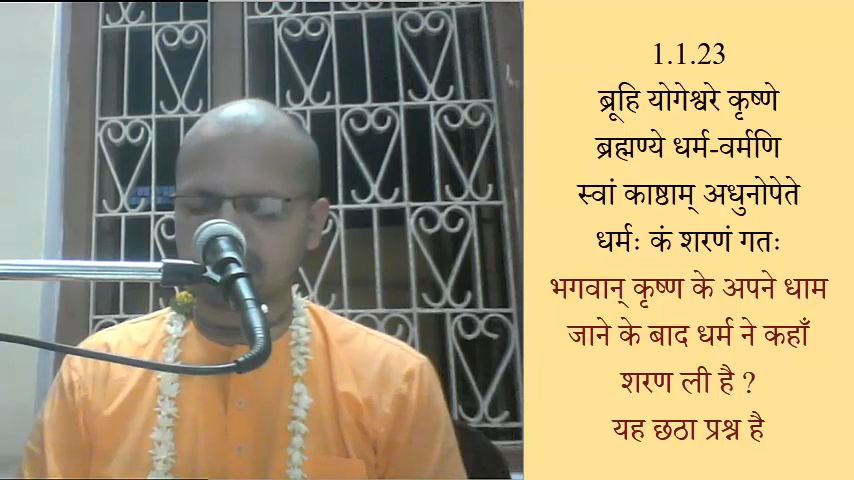 1.1.23
ब्रूहि योगेश्वरे कृष्णे
ब्रह्मण्ये धर्म-वर्मणि
स्वां काष्ठाम् अधुनोपेते
धर्मः कं शरणं गतः
भगवान् कृष्ण के अपने धाम
जाने के बाद धर्म ने कहाँ
शरण ली है ?
यह छठा प्रश्न है